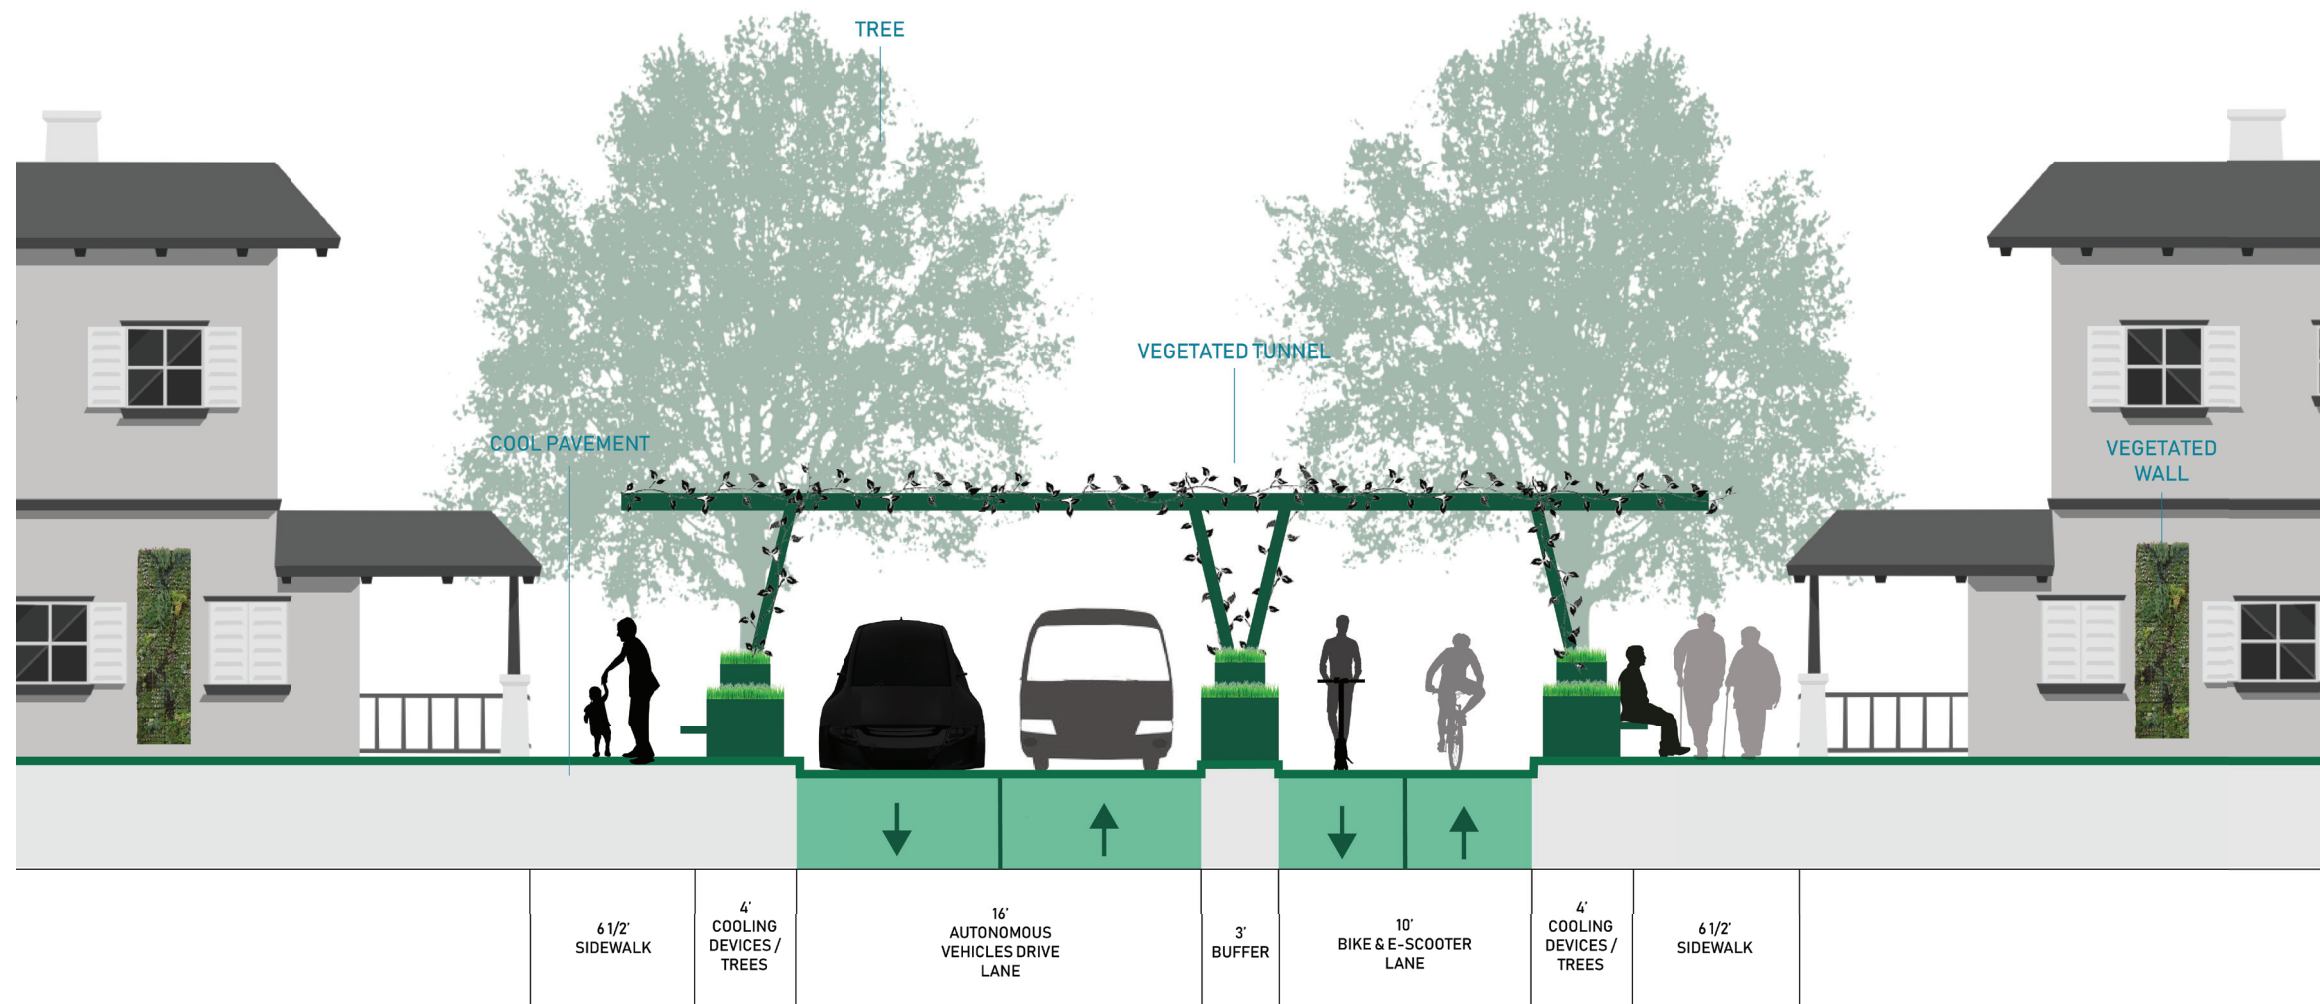 TREE
VEGETATED TUNNEL
COOL PAVEMENT
VEGETATED
WALL
6 1/2'
SIDEWALK
4'
COOLING
DEVICES /
TREES
16'
AUTONOMOUS
VEHICLES DRIVE
LANE
3'
BUFFER
10'
BIKE & E-SCOOTER
LANE
4'
COOLING
DEVICES /
TREES
6 1/2'
SIDEWALK